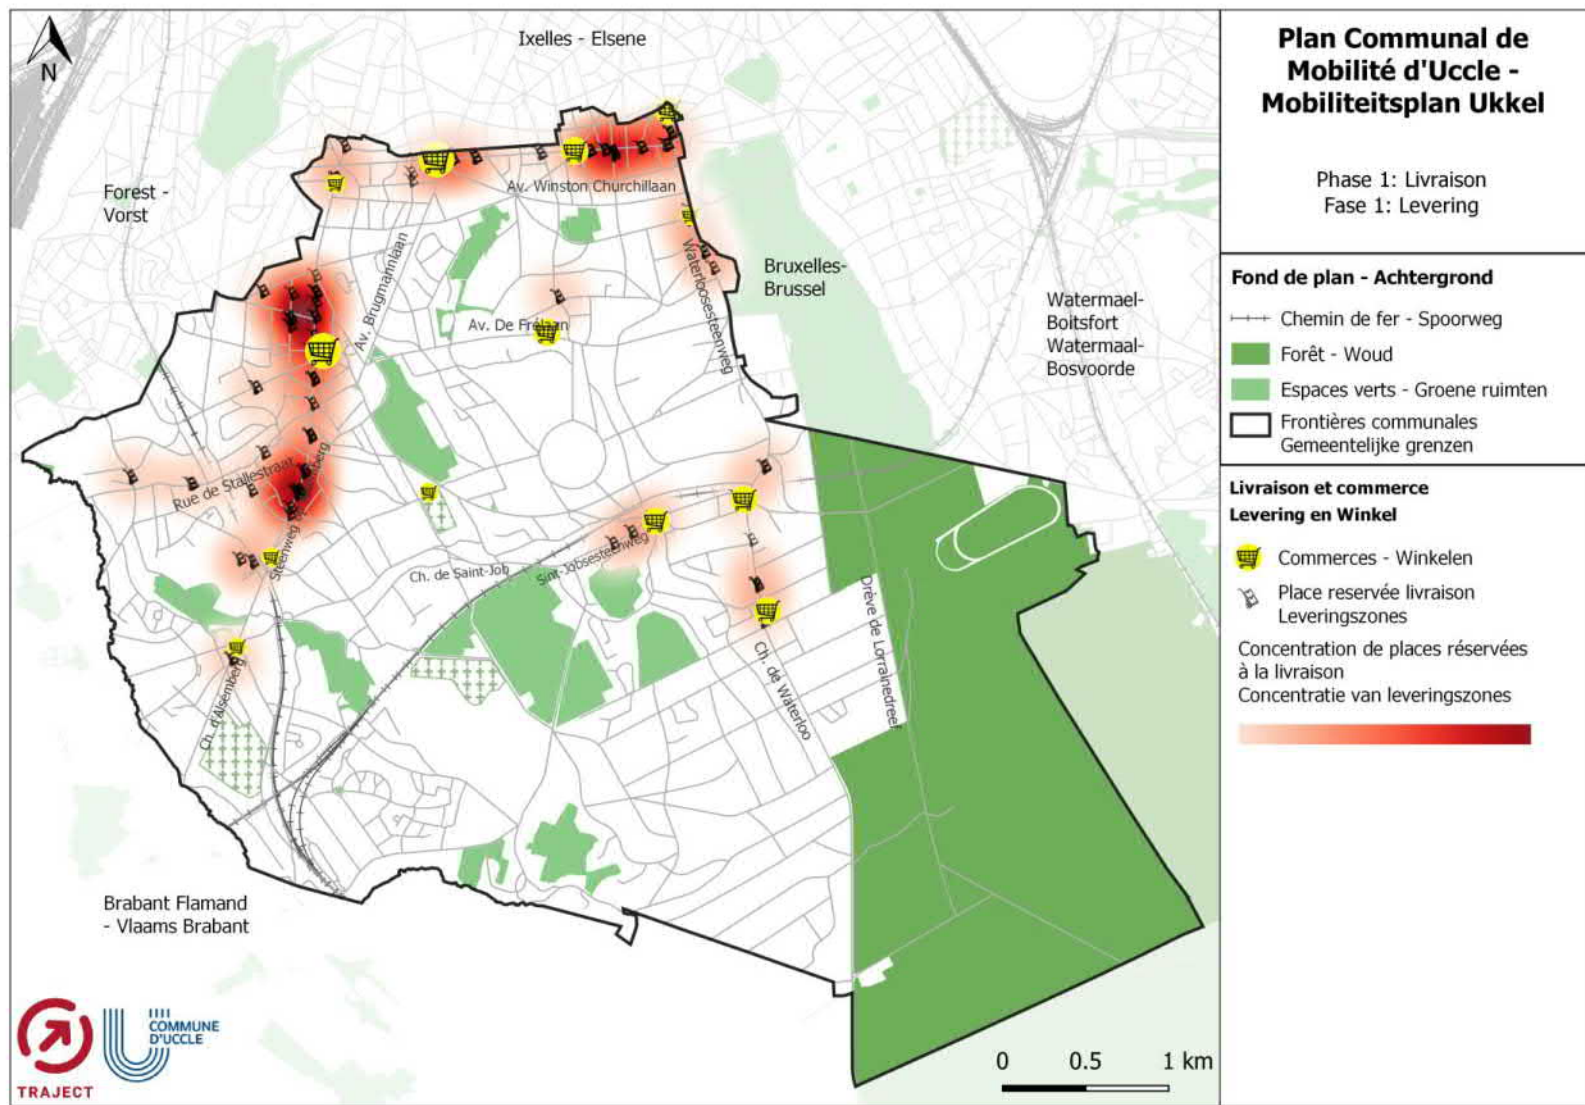 N
Ixelles - Elsene
Forest -
Vorst
Av. Winston Churchillaan
Av. Brugmannlaan
Waterloosesteenweg
Bruxelles-
Brussel
Watermael-
Boitsfort
Watermaal-
Bosvoorde
Av. De Frélaan
Rue de Stallestraat
Steenweg
Ch. de Saint-Job
Sint-Jobsesteenweg
Drève de Lorrainedreef
Ch. de Waterloo
Ch. d'Alsemberg
Brabant Flamand
- Vlaams Brabant
TRAJECT
COMMUNE
D'UCCLE
0 0.5 1 km
Plan Communal de
Mobilité d'Uccle -
Mobiliteitsplan Ukkel
Phase 1: Livraison
Fase 1: Levering
Fond de plan - Achtergrond
Chemin de fer - Spoorweg
Forêt - Woud
Espaces verts - Groene ruimten
Frontières communales
Gemeentelijke grenzen
Livraison et commerce
Levering en Winkel
Commerces - Winkelen
Place reservée livraison
Leveringszones
Concentration de places réservées
à la livraison
Concentratie van leveringszones